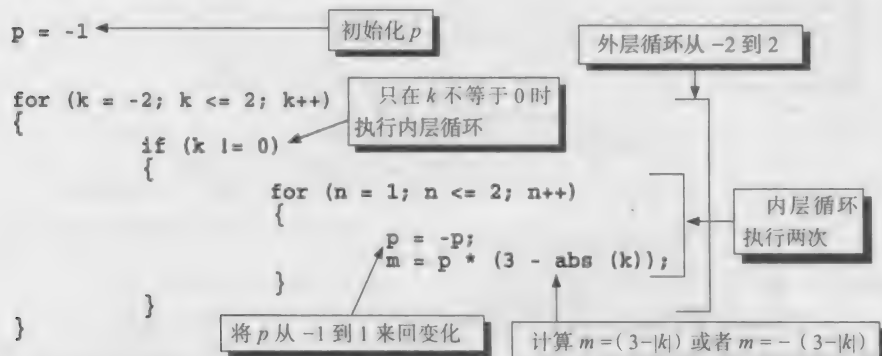 p = -1
初始化 p
外层循环从 -2 到 2
for (k = -2; k <= 2; k++)
{
只在 k 不等于 0 时
执行内层循环
if (k != 0)
{
for (n = 1; n <= 2; n++)
{
内层循环
执行两次
p = -p;
m = p * (3 - abs (k));
}
}
}
将 p 从 -1 到 1 来回变化
计算 m =( 3-|k|) 或者 m = - ( 3-|k|)